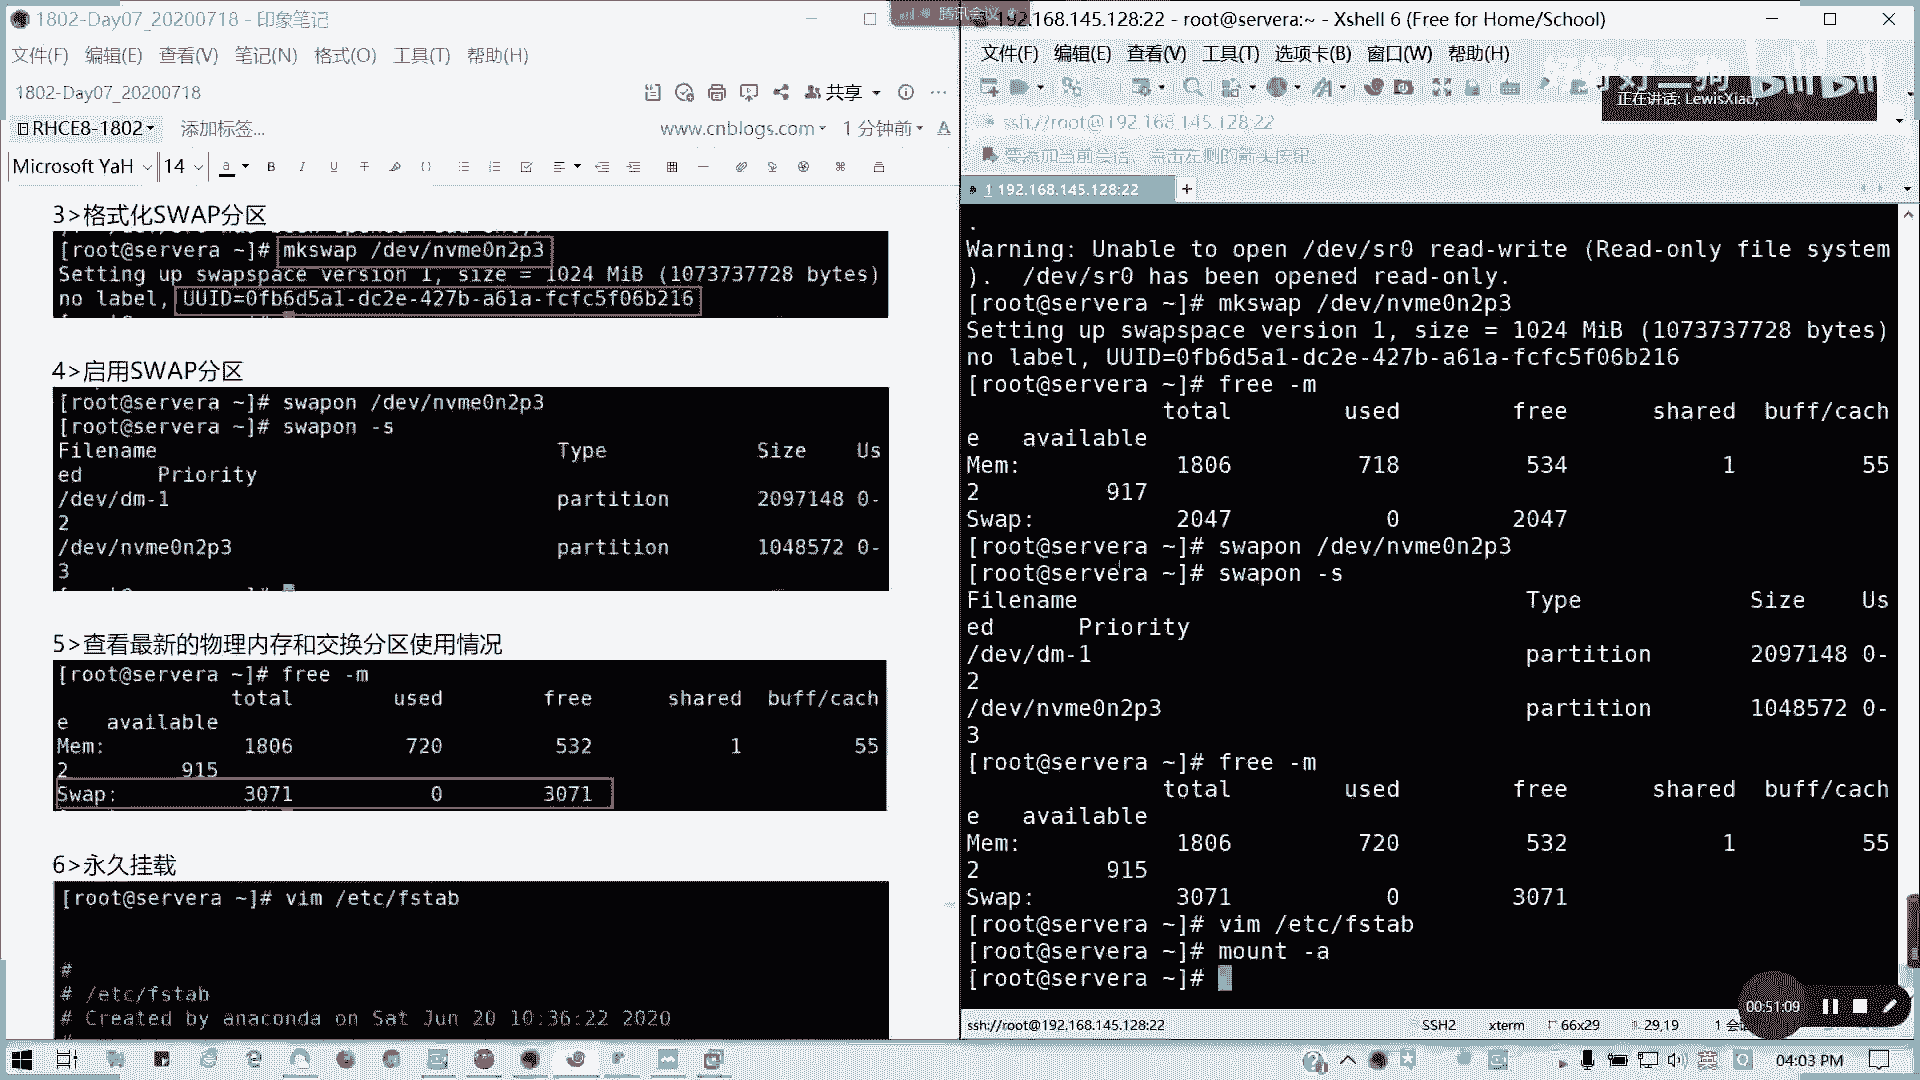 1802-Day07_20200718 - 印象笔记
文件(F) 编辑(E) 查看(V) 笔记(N) 格式(O) 工具(T) 帮助(H)
1802-Day07_20200718
共享
RHCE8-1802
添加标签...
www.cnblogs.com
1 分钟前
Microsoft YaH 14
3>格式化SWAP分区
[root@servera ~]# mkswap /dev/nvme0n2p3
Setting up swapspace version 1, size = 1024 MiB (1073737728 bytes)
no label, UUID=0fb6d5a1-dc2e-427b-a61a-fcfc5f06b216
4>启用SWAP分区
[root@servera ~]# swapon /dev/nvme0n2p3
[root@servera ~]# swapon -s
Filename Type Size Us
ed Priority
/dev/dm-1 partition 2097148 0-
2
/dev/nvme0n2p3 partition 1048572 0-
3
5>查看最新的物理内存和交换分区使用情况
[root@servera ~]# free -m
total used free shared buff/cach
e available
Mem: 1806 720 532 1 55
2 915
Swap: 3071 0 3071
6>永久挂载
[root@servera ~]# vim /etc/fstab
#
# /etc/fstab
# Created by anaconda on Sat Jun 20 10:36:22 2020
腾讯会议
192.168.145.128:22 - root@servera:~ - Xshell 6 (Free for Home/School)
文件(F) 编辑(E) 查看(V) 工具(T) 选项卡(B) 窗口(W) 帮助(H)
正在讲话: LewisXiao;
ssh://root@192.168.145.128:22
要添加当前会话，点击左侧的箭头按钮。
1 192.168.145.128:22 +
.
Warning: Unable to open /dev/sr0 read-write (Read-only file system
). /dev/sr0 has been opened read-only.
[root@servera ~]# mkswap /dev/nvme0n2p3
Setting up swapspace version 1, size = 1024 MiB (1073737728 bytes)
no label, UUID=0fb6d5a1-dc2e-427b-a61a-fcfc5f06b216
[root@servera ~]# free -m
total used free shared buff/cach
e available
Mem: 1806 718 534 1 55
2 917
Swap: 2047 0 2047
[root@servera ~]# swapon /dev/nvme0n2p3
[root@servera ~]# swapon -s
Filename Type Size Us
ed Priority
/dev/dm-1 partition 2097148 0-
2
/dev/nvme0n2p3 partition 1048572 0-
3
[root@servera ~]# free -m
total used free shared buff/cach
e available
Mem: 1806 720 532 1 55
2 915
Swap: 3071 0 3071
[root@servera ~]# vim /etc/fstab
[root@servera ~]# mount -a
[root@servera ~]#
00:51:09
ssh://root@192.168.145.128:22 SSH2 xterm 66x29 29,19 1 会
04:03 PM